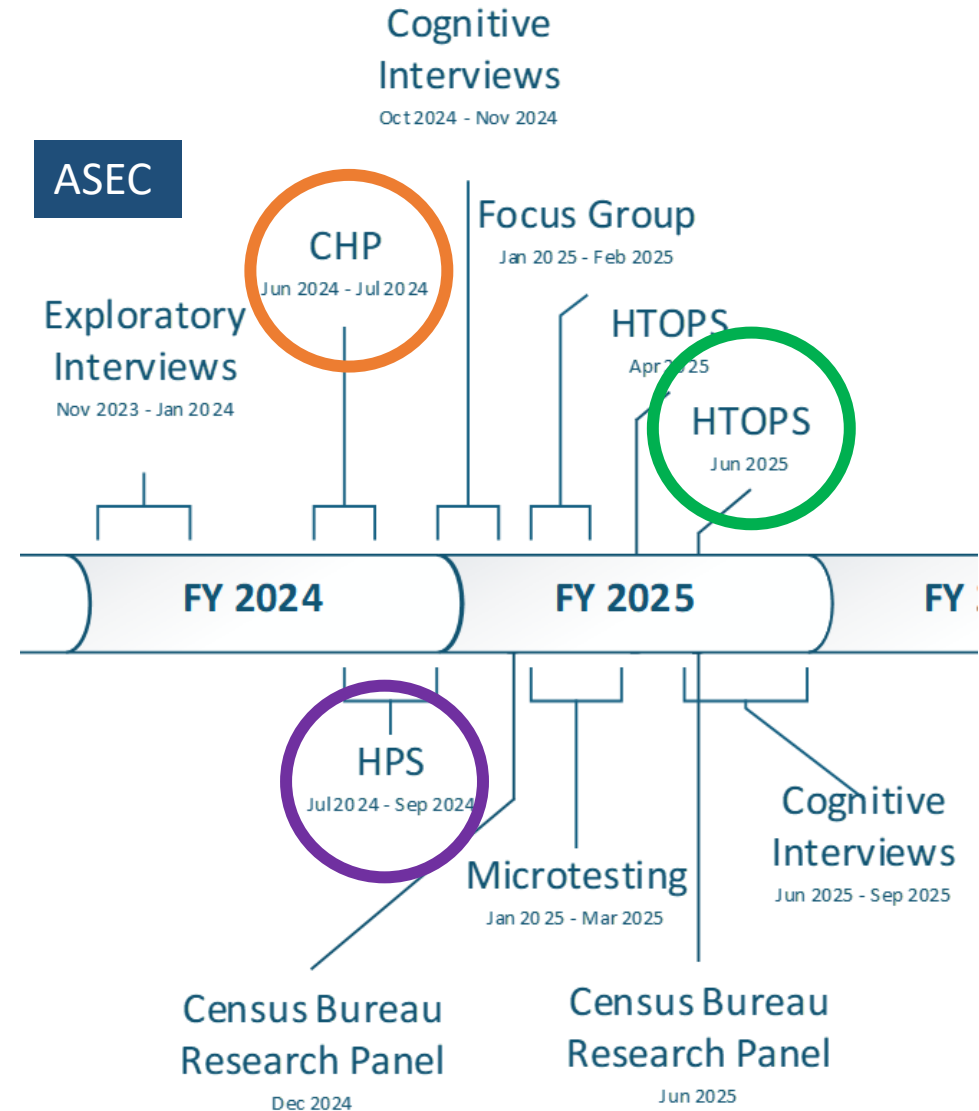 Cognitive
Interviews
Oct 2024 - Nov 2024
ASEC
CHP
Jun 2024 - Jul 2024
Focus Group
Jan 2025 - Feb 2025
Exploratory
Interviews
Nov 2023 - Jan 2024
HTOPS
Apr 2025
HTOPS
Jun 2025
FY 2024
FY 2025
FY
HPS
Jul 2024 - Sep 2024
Cognitive
Interviews
Jun 2025 - Sep 2025
Microtesting
Jan 2025 - Mar 2025
Census Bureau
Research Panel
Dec 2024
Census Bureau
Research Panel
Jun 2025